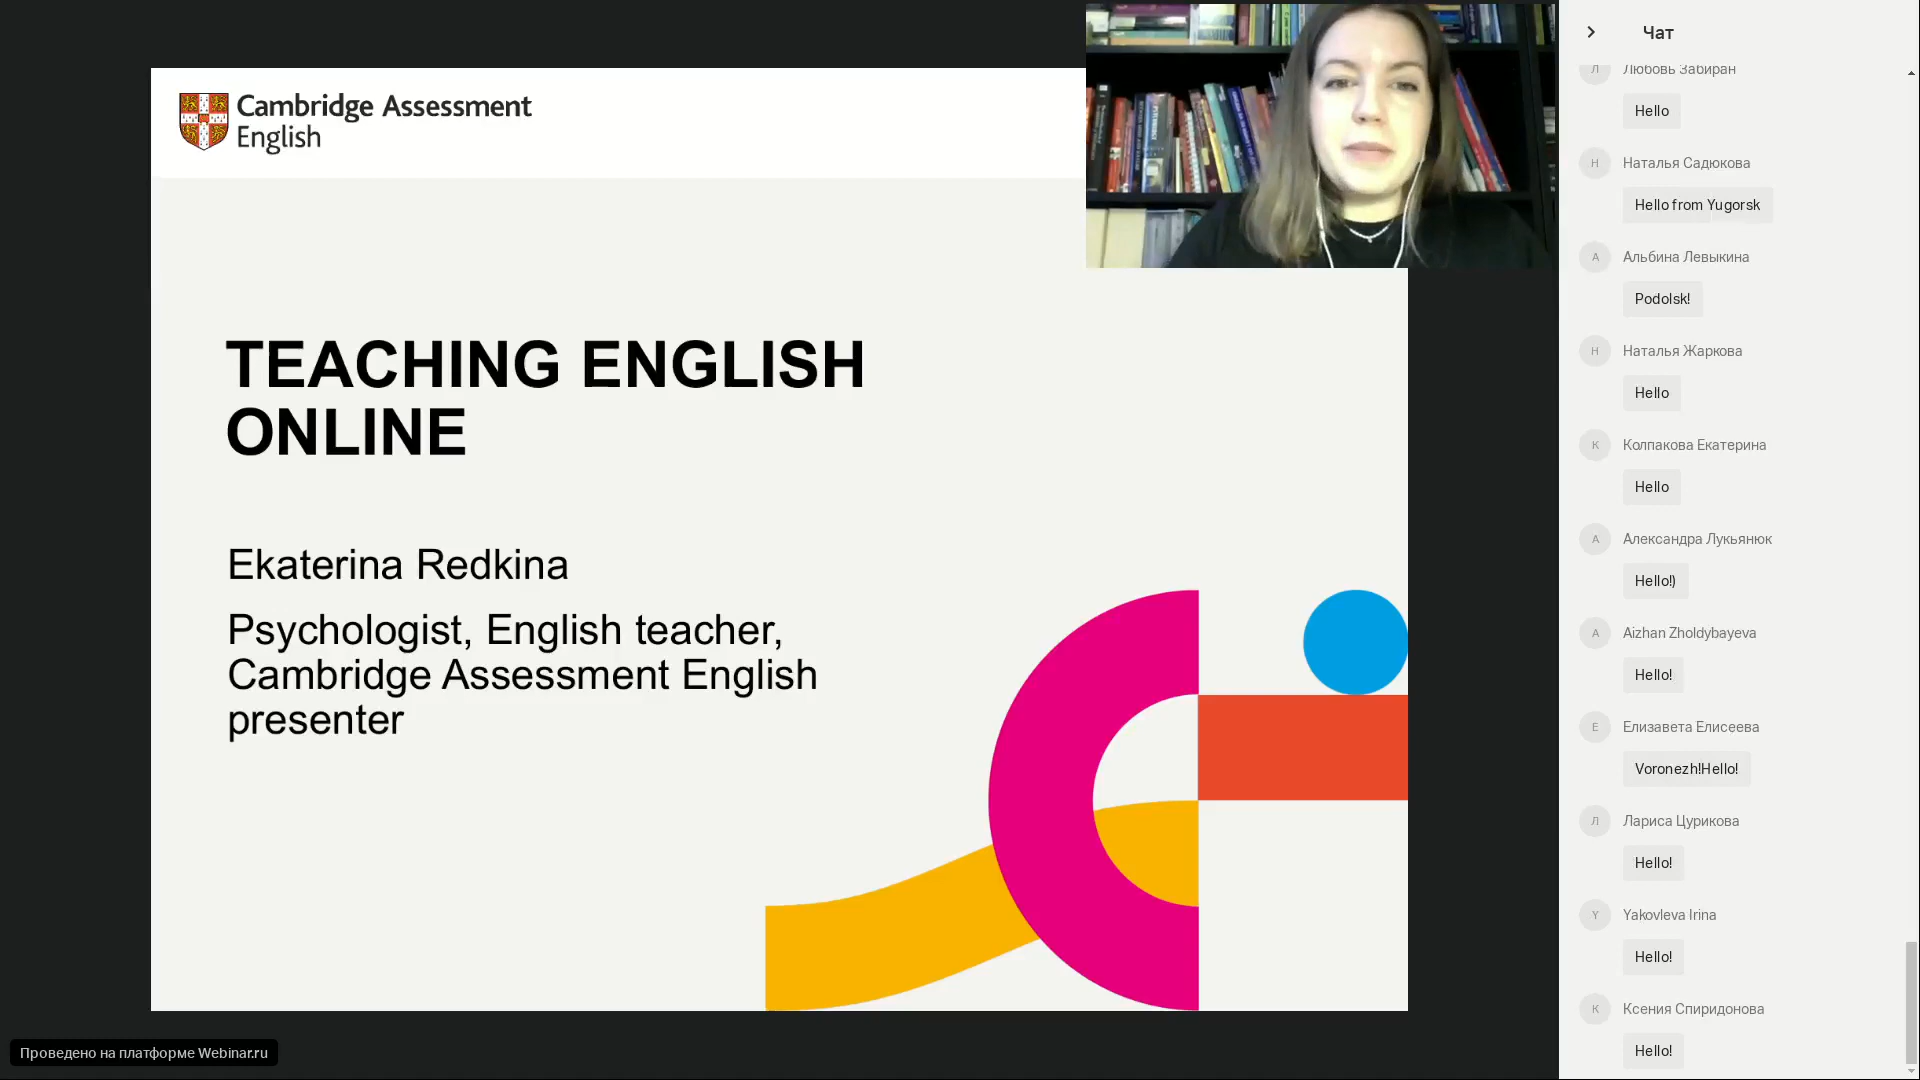 Cambridge Assessment
English
TEACHING ENGLISH
ONLINE
Ekaterina Redkina
Psychologist, English teacher,
Cambridge Assessment English
presenter
Проведено на платформе Webinar.ru
Чат
Л
Любовь Забиран
Hello
Н
Наталья Садюкова
Hello from Yugorsk
А
Альбина Левыкина
Podolsk!
Н
Наталья Жаркова
Hello
К
Колпакова Екатерина
Hello
А
Александра Лукьянюк
Hello!)
A
Aizhan Zholdybayeva
Hello!
Е
Елизавета Елисеева
Voronezh!Hello!
Л
Лариса Цурикова
Hello!
Y
Yakovleva Irina
Hello!
К
Ксения Спиридонова
Hello!